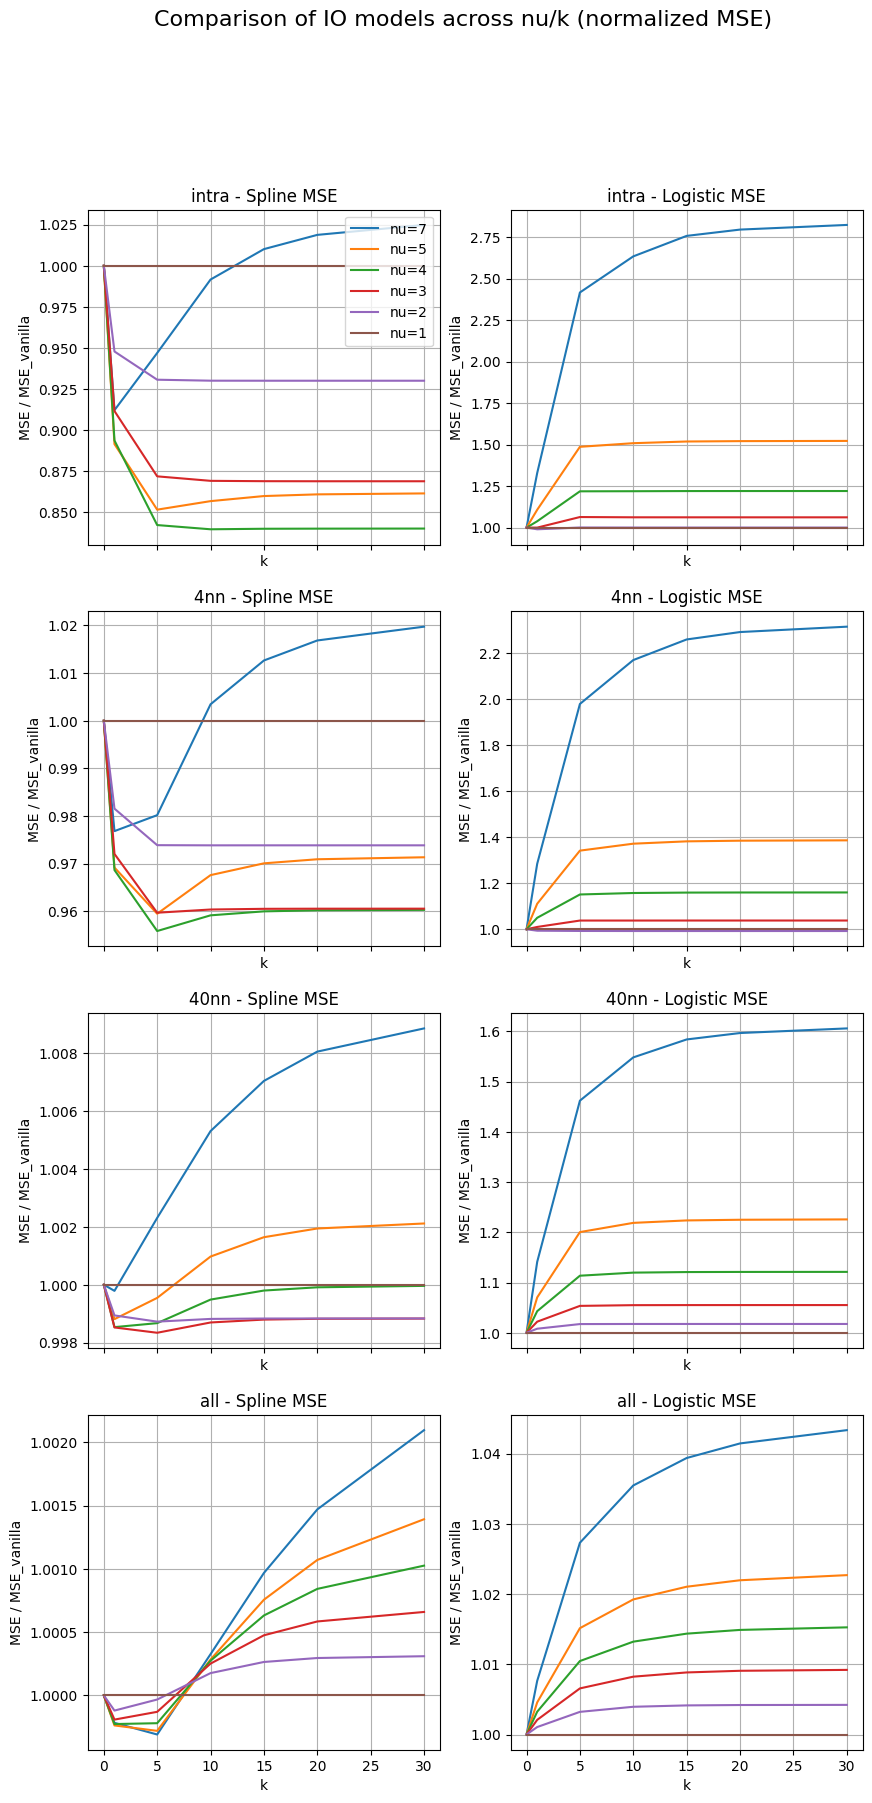 Comparison of IO models across nu/k (normalized MSE)
intra - Spline MSE
1.025
1.000
0.975
0.950
0.925
0.900
0.875
0.850
MSE / MSE_vanilla
k
nu=7
nu=5
nu=4
nu=3
nu=2
nu=1
intra - Logistic MSE
2.75
2.50
2.25
2.00
1.75
1.50
1.25
1.00
MSE / MSE_vanilla
k
4nn - Spline MSE
1.02
1.01
1.00
0.99
0.98
0.97
0.96
MSE / MSE_vanilla
k
4nn - Logistic MSE
2.2
2.0
1.8
1.6
1.4
1.2
1.0
MSE / MSE_vanilla
k
40nn - Spline MSE
1.008
1.006
1.004
1.002
1.000
0.998
MSE / MSE_vanilla
k
40nn - Logistic MSE
1.6
1.5
1.4
1.3
1.2
1.1
1.0
MSE / MSE_vanilla
k
all - Spline MSE
1.0020
1.0015
1.0010
1.0005
1.0000
MSE / MSE_vanilla
0 5 10 15 20 25 30
k
all - Logistic MSE
1.04
1.03
1.02
1.01
1.00
MSE / MSE_vanilla
0 5 10 15 20 25 30
k